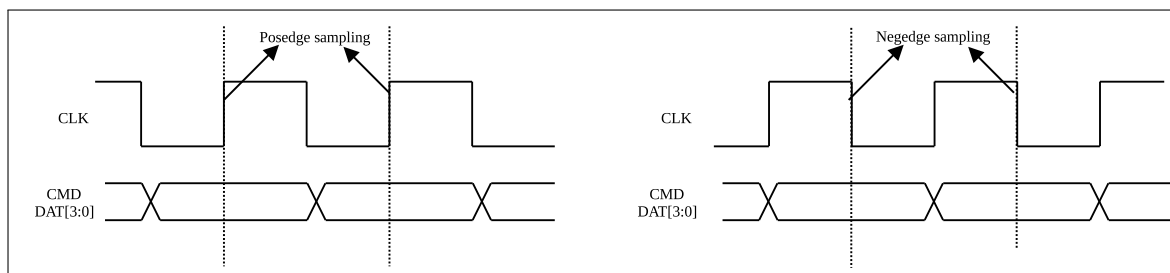 Posedge sampling
CLK
CMD
DAT[3:0]
Negedge sampling
CLK
CMD
DAT[3:0]